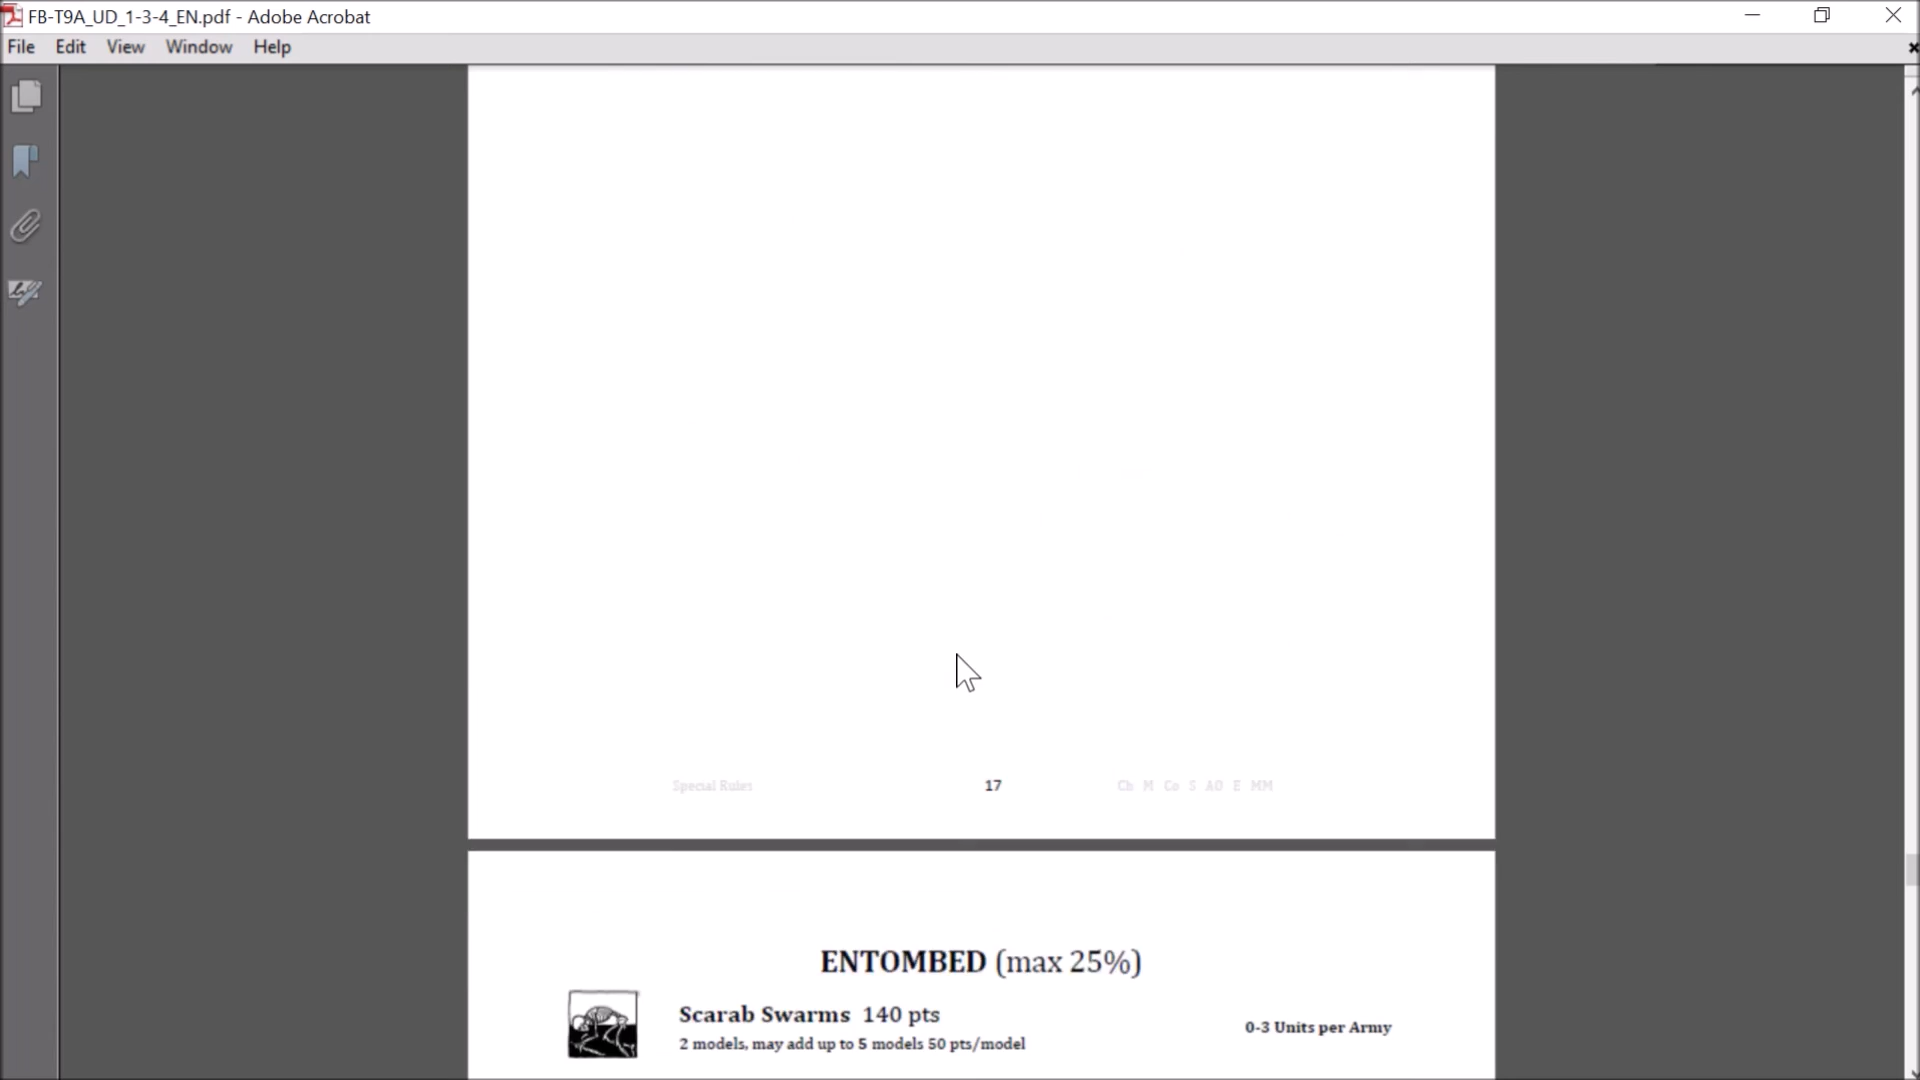 FB-T9A_UD_1-3-4_EN.pdf - Adobe Acrobat
File Edit View Window Help
Special Rules 17 Ch M Co S AO E MM
ENTOMBED (max 25%)
Scarab Swarms 140 pts
0-3 Units per Army
2 models, may add up to 5 models 50 pts/model